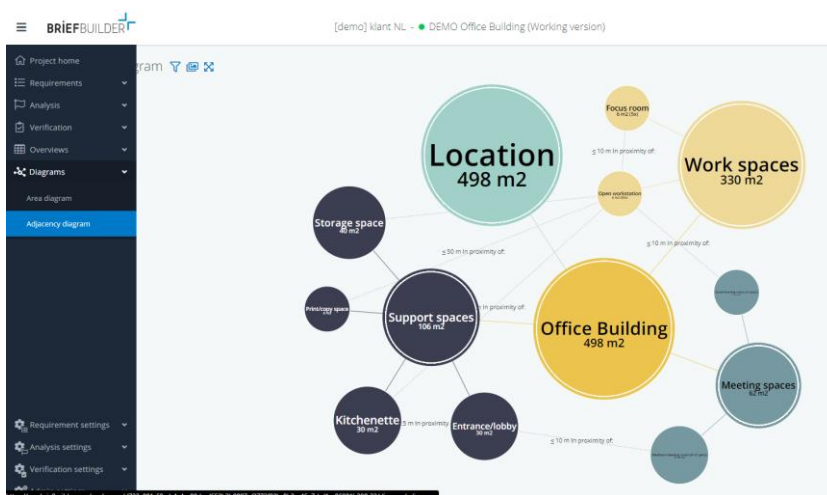 BRiEFBUILDER
[demo] klant NL - DEMO Office Building (Working version)
Project home
Requirements
Analysis
Verification
Overviews
Diagrams
Area diagram
Adjacency diagram
Requirement settings
Analysis settings
Verification settings
gram
Focus room
≤ 10 m in proximity of:
Location
498 m2
Work spaces
330 m2
Open workstation
Storage space
40 m2
≤ 30 m in proximity of:
≤ 10 m in proximity of:
Print/copy space
m in proximity of:
Support spaces
106 m2
Office Building
498 m2
Meeting spaces
62 m2
Kitchenette
30 m2
5 m in proximity
Entrance/lobby
30 m2
≤ 10 m in proximity of: